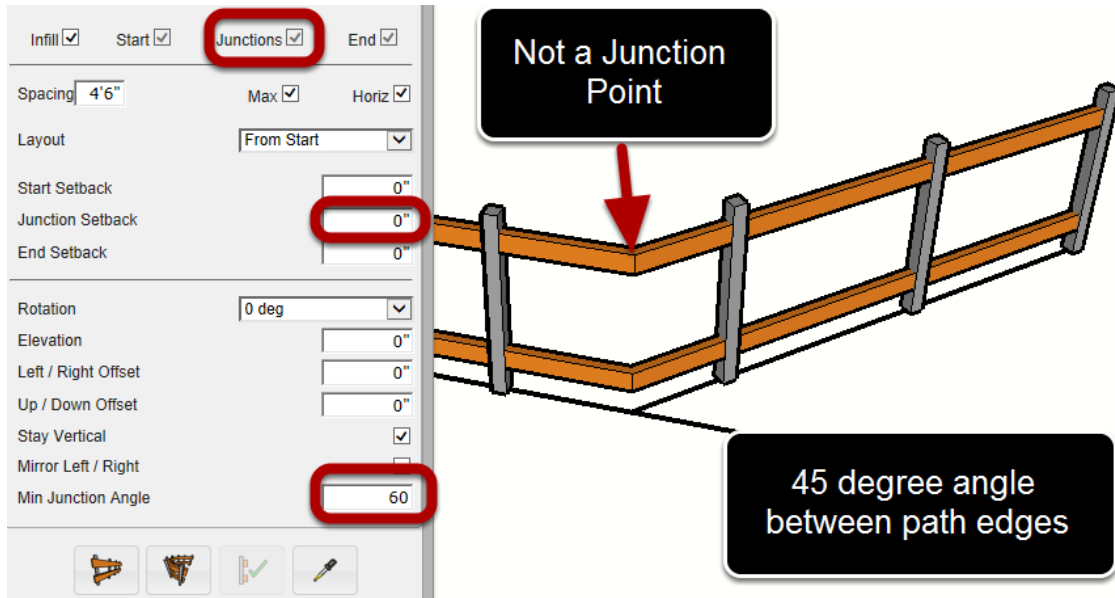 Infill Start Junctions End
Spacing 4'6" Max Horiz
Layout From Start
Start Setback 0"
Junction Setback 0"
End Setback 0"
Rotation 0 deg
Elevation 0"
Left / Right Offset 0"
Up / Down Offset 0"
Stay Vertical
Mirror Left / Right
Min Junction Angle 60
Not a Junction
Point
45 degree angle
between path edges